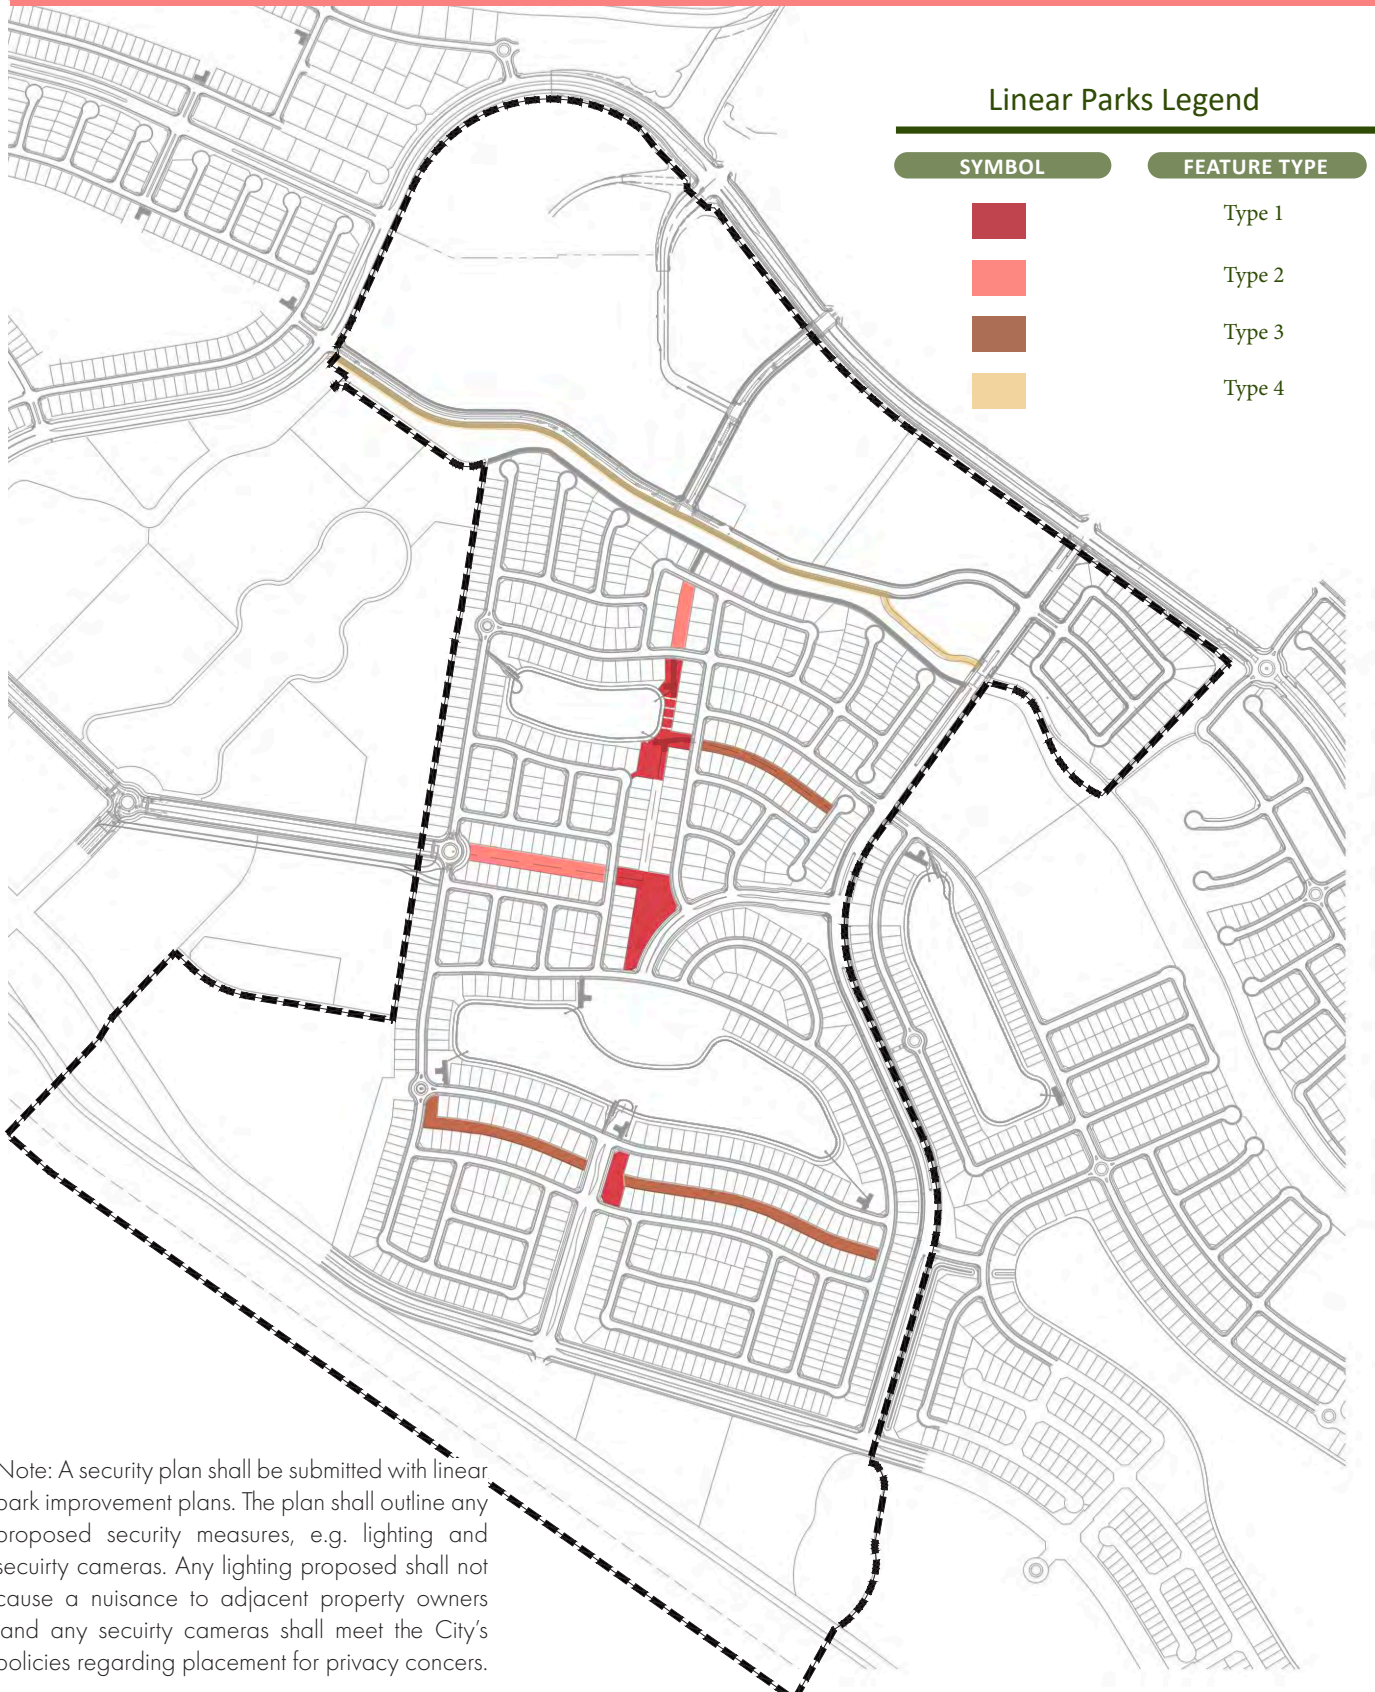 Linear Parks Legend
SYMBOL
FEATURE TYPE
Type 1
Type 2
Type 3
Type 4
Note: A security plan shall be submitted with linear
park improvement plans. The plan shall outline any
proposed security measures, e.g. lighting and
secuirty cameras. Any lighting proposed shall not
cause a nuisance to adjacent property owners
and any secuirty cameras shall meet the City's
policies regarding placement for privacy concers.